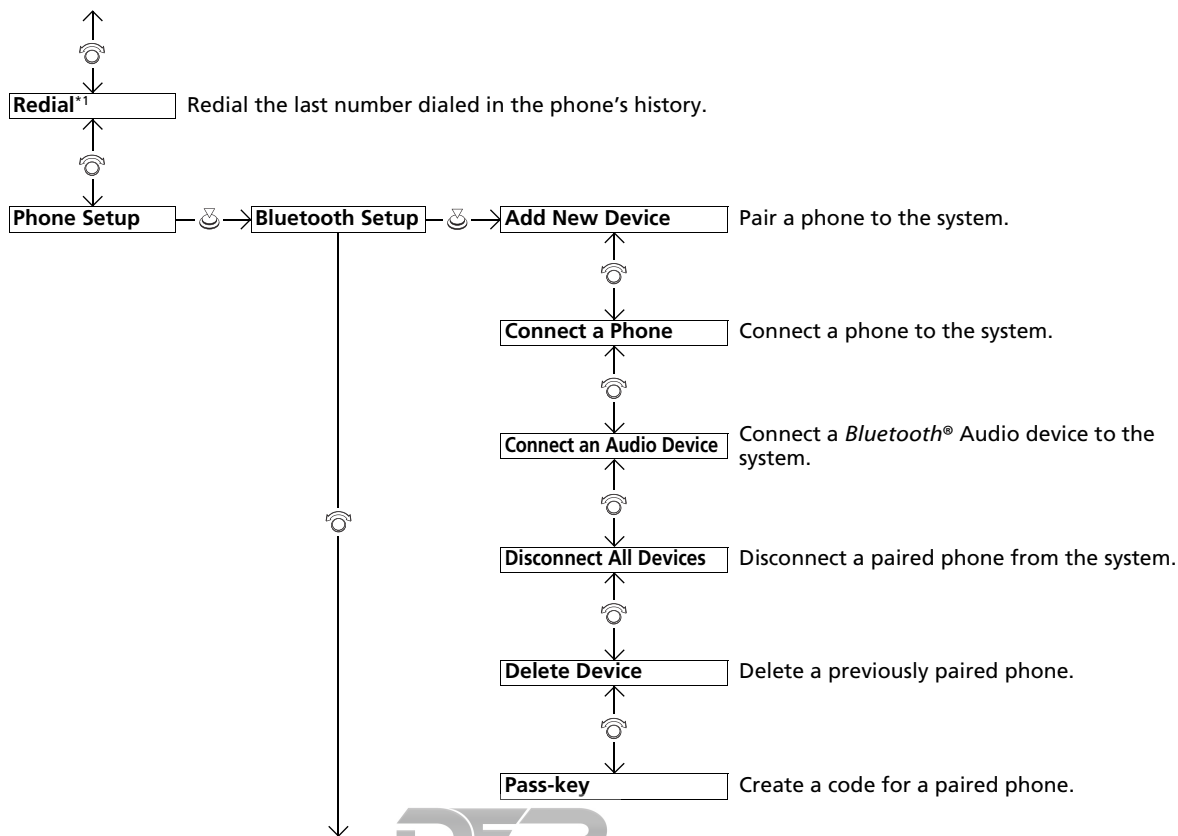 Redial*1 Redial the last number dialed in the phone's history.
Phone Setup Bluetooth Setup Add New Device Pair a phone to the system.
Connect a Phone Connect a phone to the system.
Connect an Audio Device Connect a Bluetooth® Audio device to the
system.
Disconnect All Devices Disconnect a paired phone from the system.
Delete Device Delete a previously paired phone.
Pass-key Create a code for a paired phone.